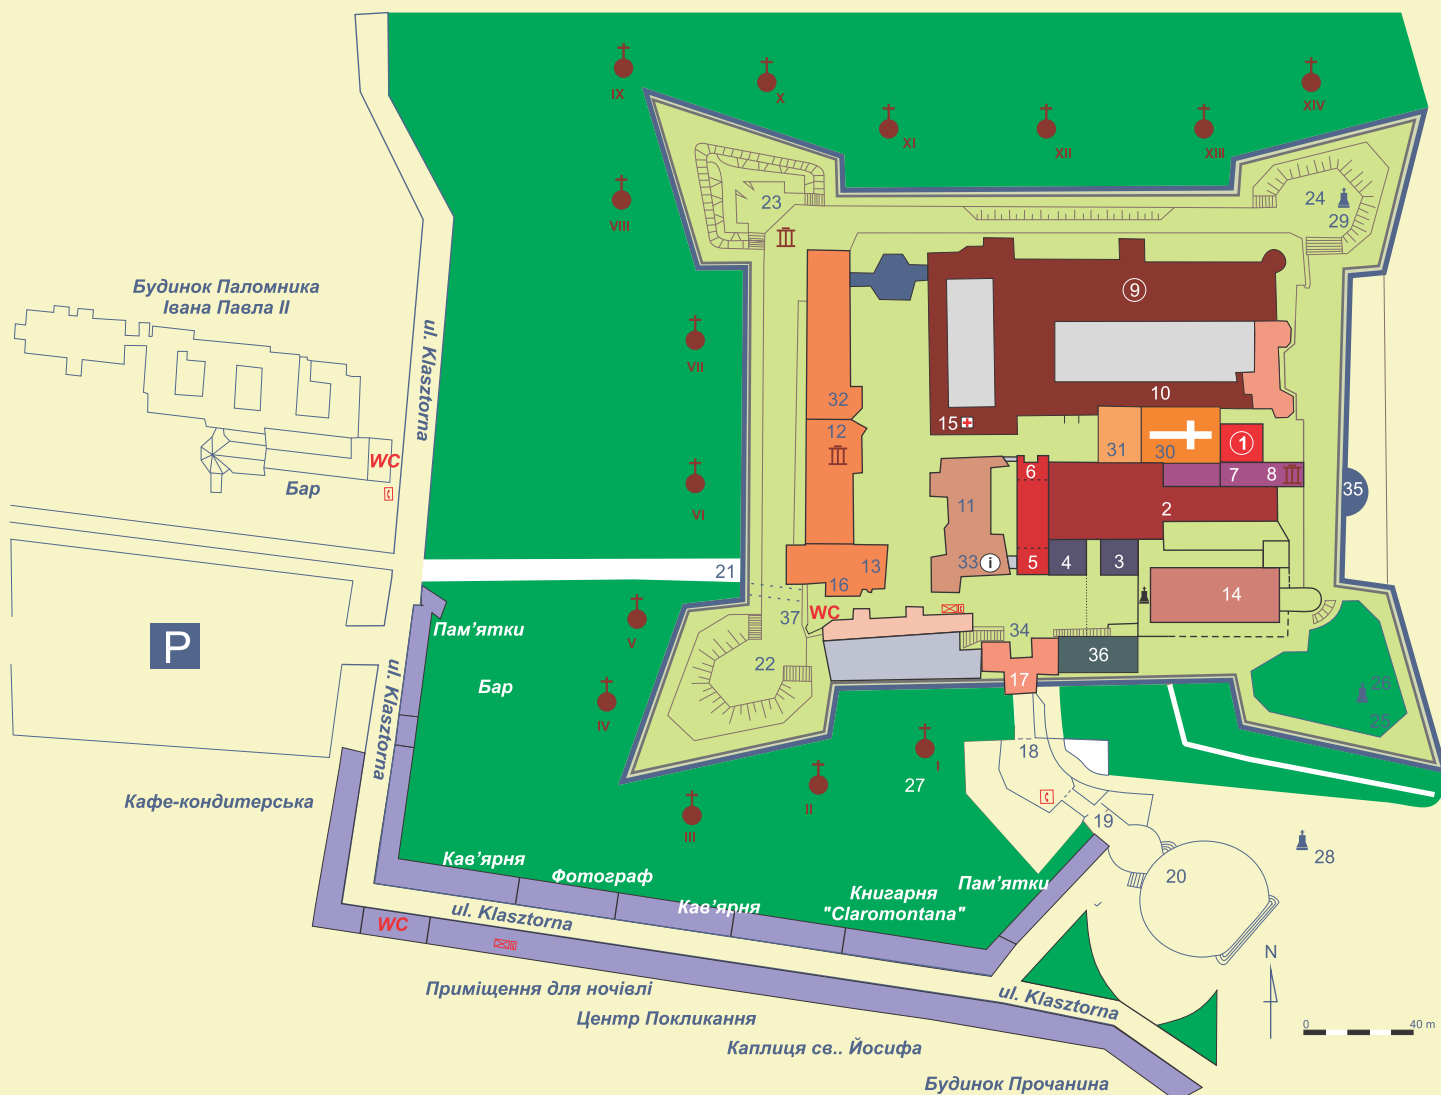 IX
X
XI
XII
XIII
XIV
VIII
23
24
29
Будинок Паломника
Івана Павла II
ul. Klasztorna
9
VII
32
10
15
12
31
30
1
WC
Бар
6
7
8
35
VI
11
2
21
13
16
33
i
5
4
3
14
WC
37
34
V
Пам’ятки
P
22
36
17
Бар
26
25
ul. Klasztorna
IV
I
18
27
II
III
Кафе-кондитерська
19
28
20
Кав’ярня
Фотограф
Кав’ярня
Книгарня
"Claromontana"
Пам’ятки
ul. Klasztorna
WC
N
Приміщення для ночівлі
ul. Klasztorna
Центр Покликання
0 40 m
Каплиця св.. Йосифа
Будинок Прочанина